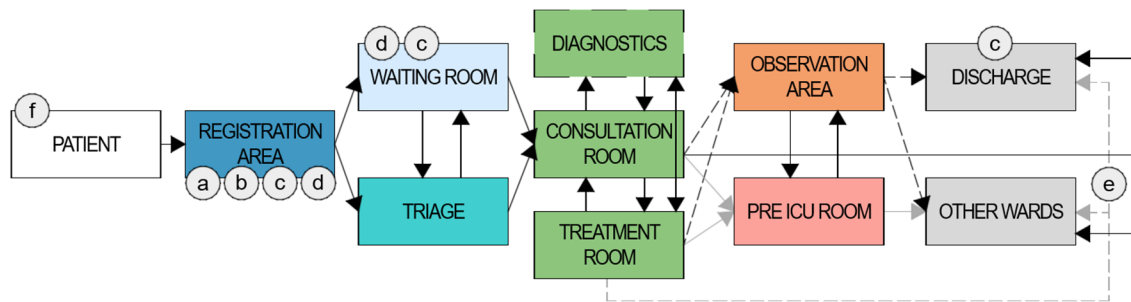 f
PATIENT
REGISTRATION
AREA
a b c d
d c
WAITING ROOM
TRIAGE
DIAGNOSTICS
CONSULTATION
ROOM
TREATMENT
ROOM
OBSERVATION
AREA
PRE ICU ROOM
c
DISCHARGE
e
OTHER WARDS